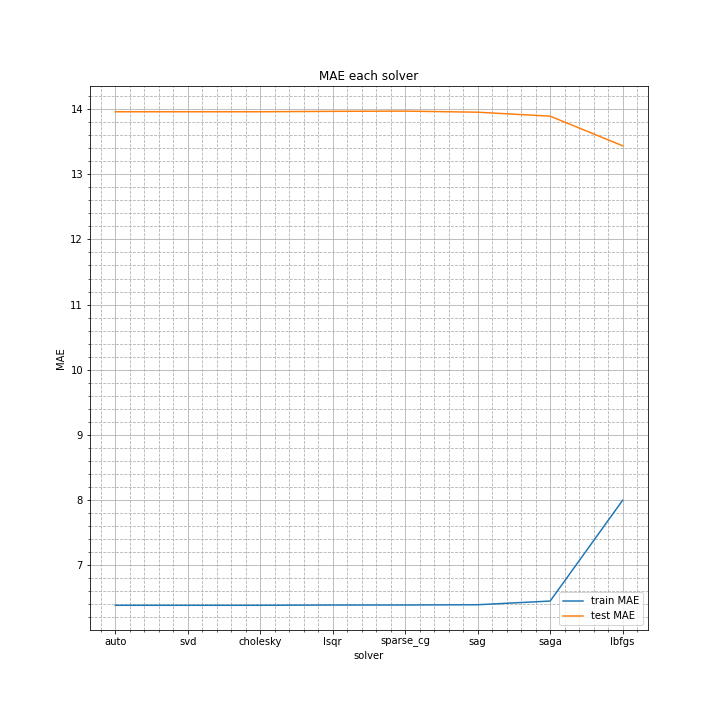 MAE each solver
14
13
12
11
10
9
8
7
MAE
train MAE
test MAE
auto svd cholesky lsqr sparse_cg sag saga lbfgs
solver